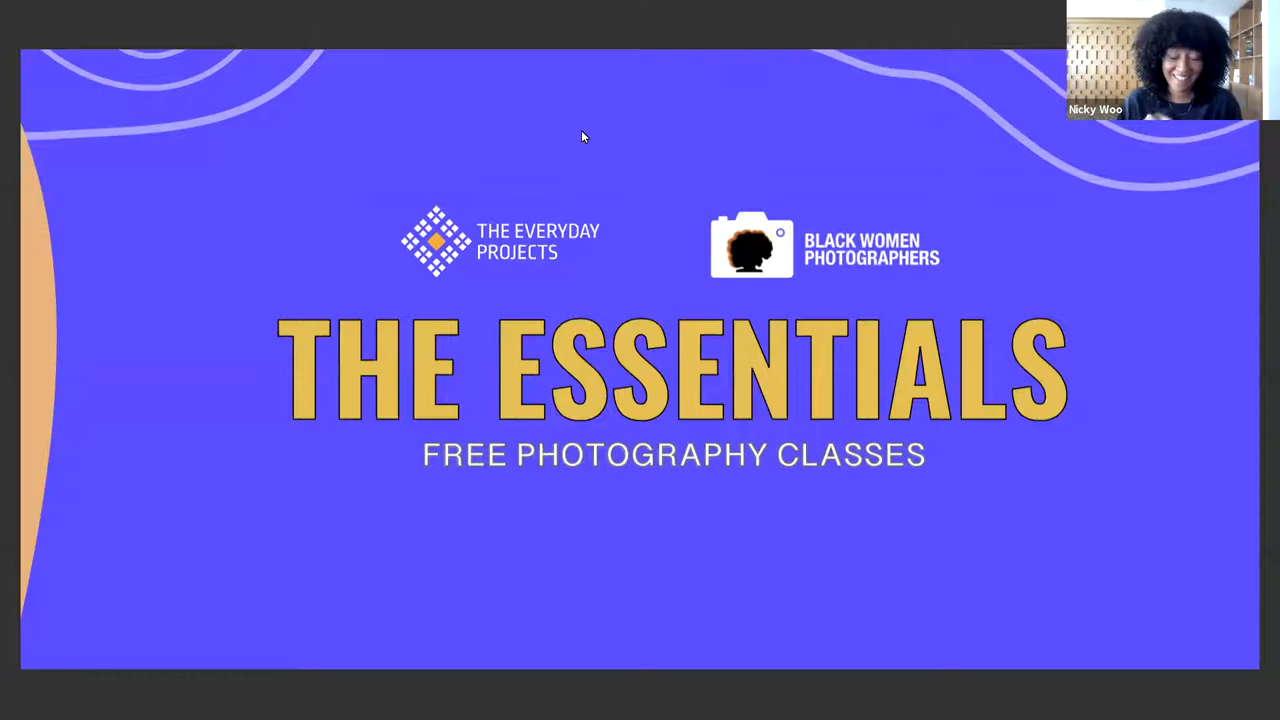 Nicky Woo
THE EVERYDAY
PROJECTS
BLACK WOMEN
PHOTOGRAPHERS
THE ESSENTIALS
FREE PHOTOGRAPHY CLASSES